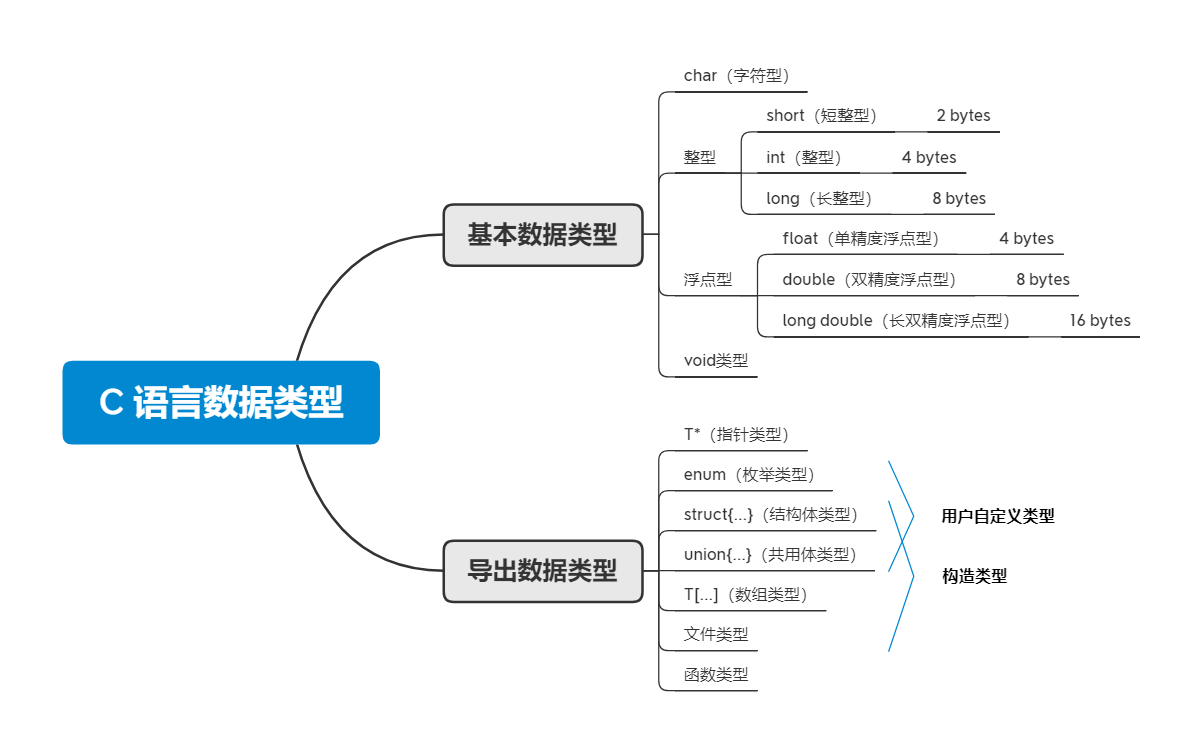 C 语言数据类型
基本数据类型
char（字符型）
整型
short（短整型） 2 bytes
int（整型） 4 bytes
long（长整型） 8 bytes
浮点型
float（单精度浮点型） 4 bytes
double（双精度浮点型） 8 bytes
long double（长双精度浮点型） 16 bytes
void类型
导出数据类型
T*（指针类型）
enum（枚举类型）
struct{...}（结构体类型）
union{...}（共用体类型）
T[...]（数组类型）
文件类型
函数类型
用户自定义类型
构造类型